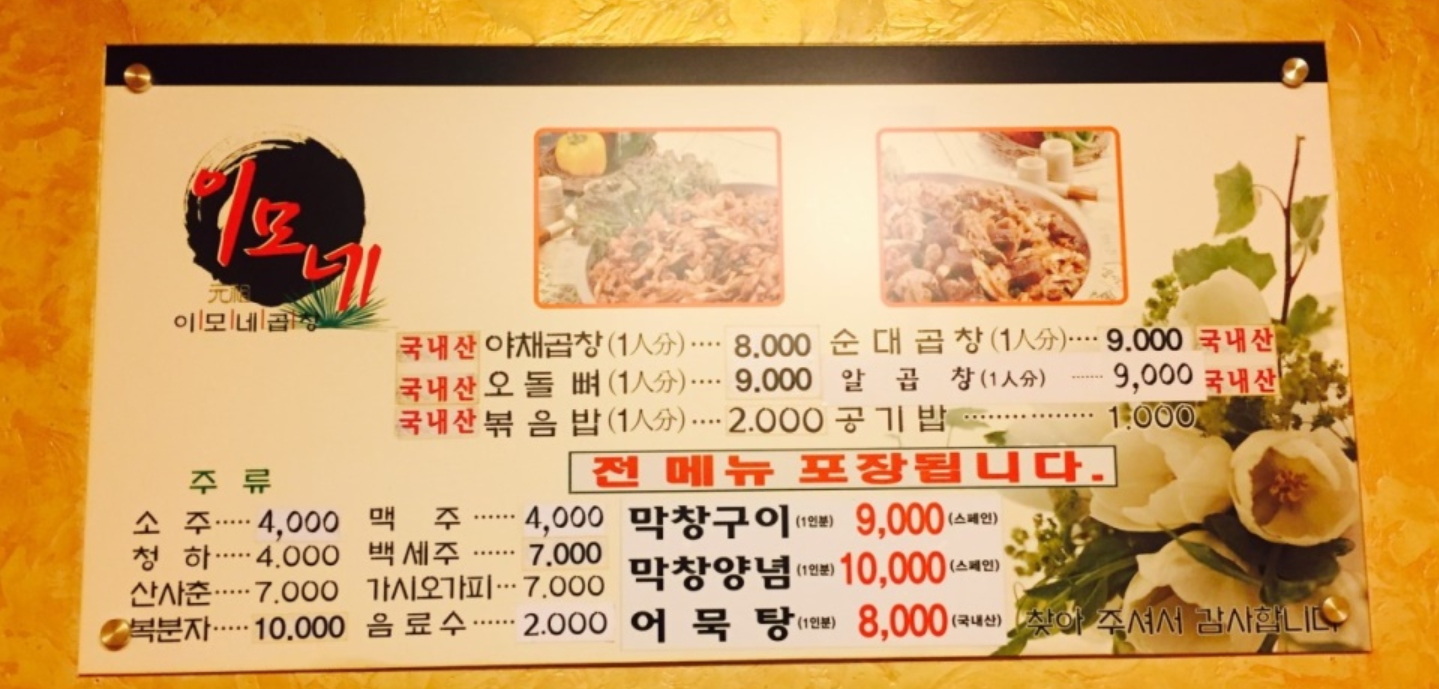 이모네
元祖
이|모|네|곱|창
국내산 야채곱창(1人分)···· 8.000 순대곱창(1人分)···· 9.000 국내산
국내산 오돌뼈(1人分)···· 9.000 알곱창(1人分) ······ 9,000 국내산
국내산 볶음밥(1人分)···· 2.000 공기밥 ················ 1.000
전 메뉴 포장됩니다.
주류
소주····· 4,000 맥주 ······ 4,000
청하····· 4.000 백세주 ······ 7.000
산사춘····· 7.000 가시오가피··· 7.000
복분자····· 10.000 음료수 ······ 2.000
막창구이(1인분) 9,000(스페인)
막창양념(1인분) 10,000(스페인)
어묵탕(1인분) 8,000(국내산)
찾아 주셔서 감사합니다